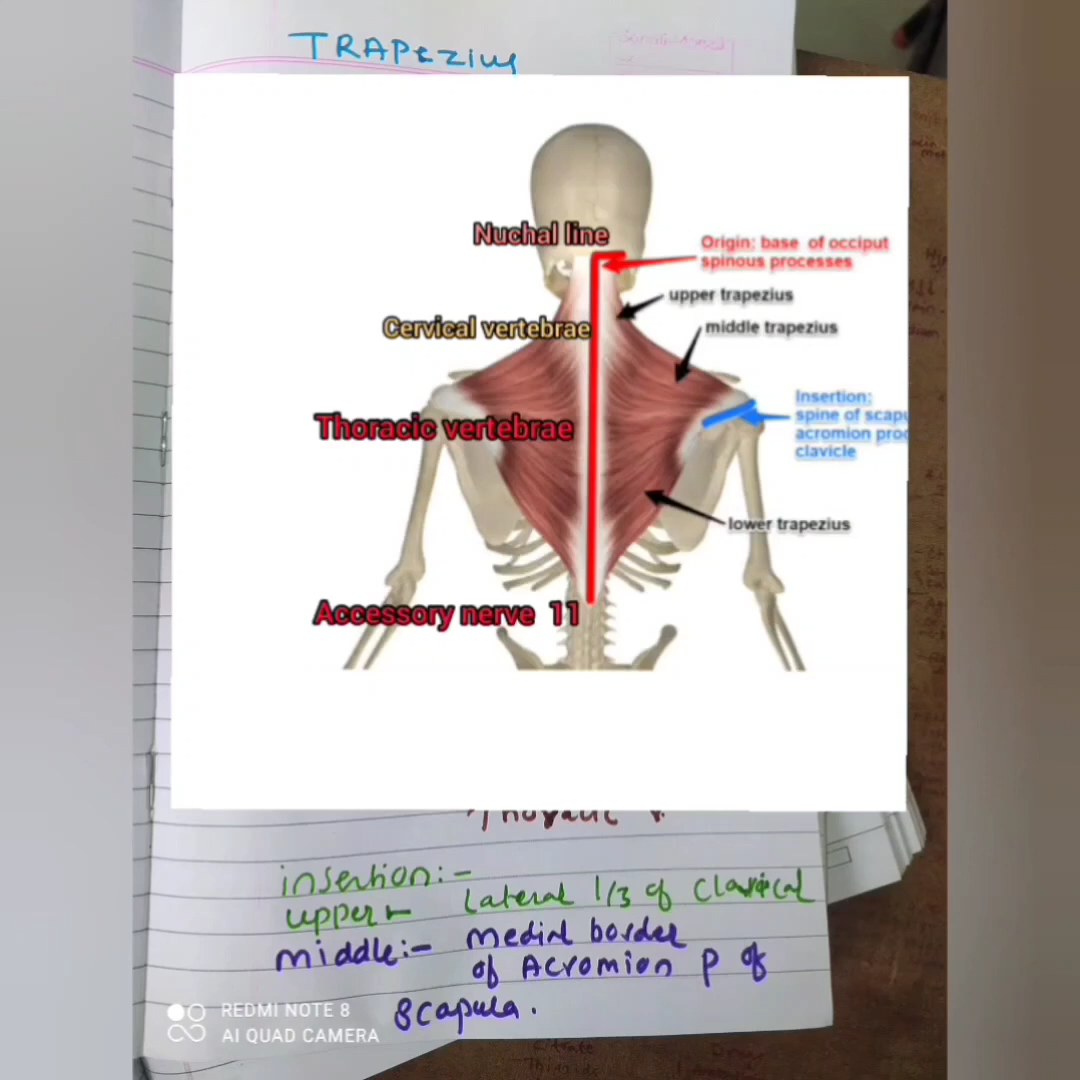 TRAPEzius
Nuchal line
Origin: base of occiput
spinous processes
upper trapezius
middle trapezius
Cervical vertebrae
Insertion:
spine of scapu
acromion proc
clavicle
Thoracic vertebrae
lower trapezius
Accessory nerve 11
Thoracic v.
insertion:-
upper- Lateral 1/3 of Clavical
middle:- medial border
of Acromion P of
scapula.
REDMI NOTE 8
AI QUAD CAMERA
Citrate